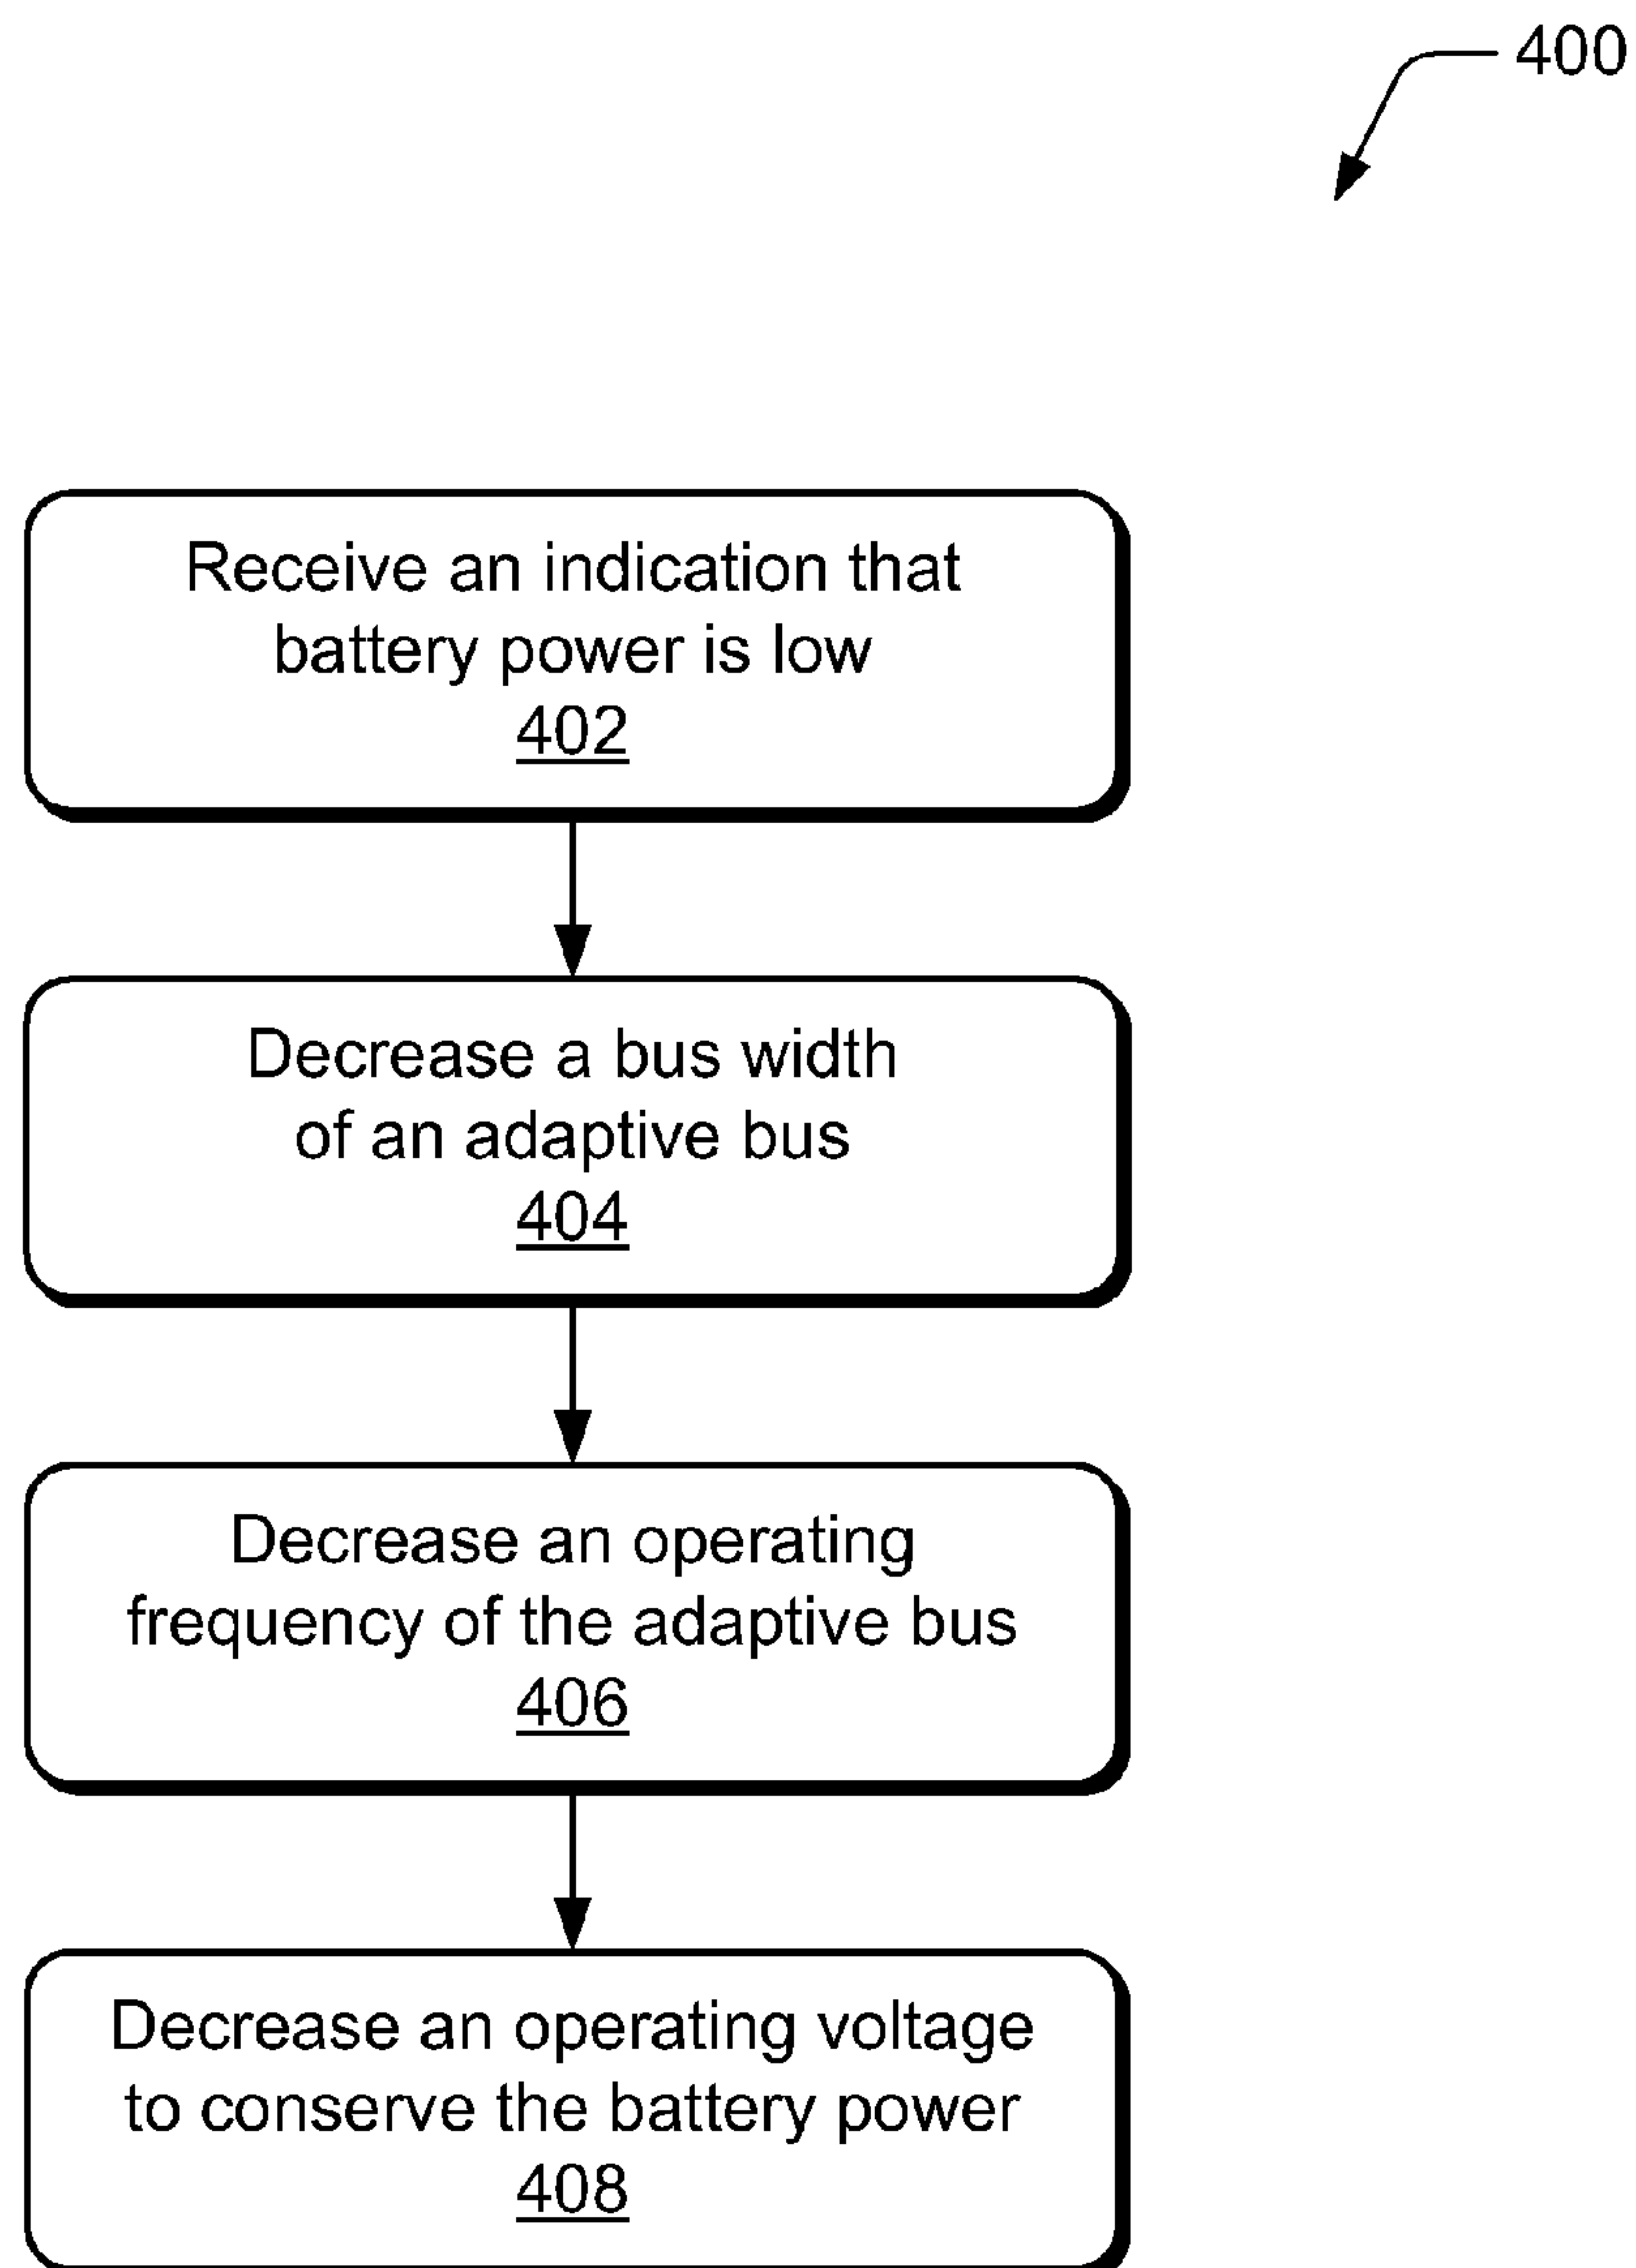 400
Receive an indication that
battery power is low
402
Decrease a bus width
of an adaptive bus
404
Decrease an operating
frequency of the adaptive bus
406
Decrease an operating voltage
to conserve the battery power
408